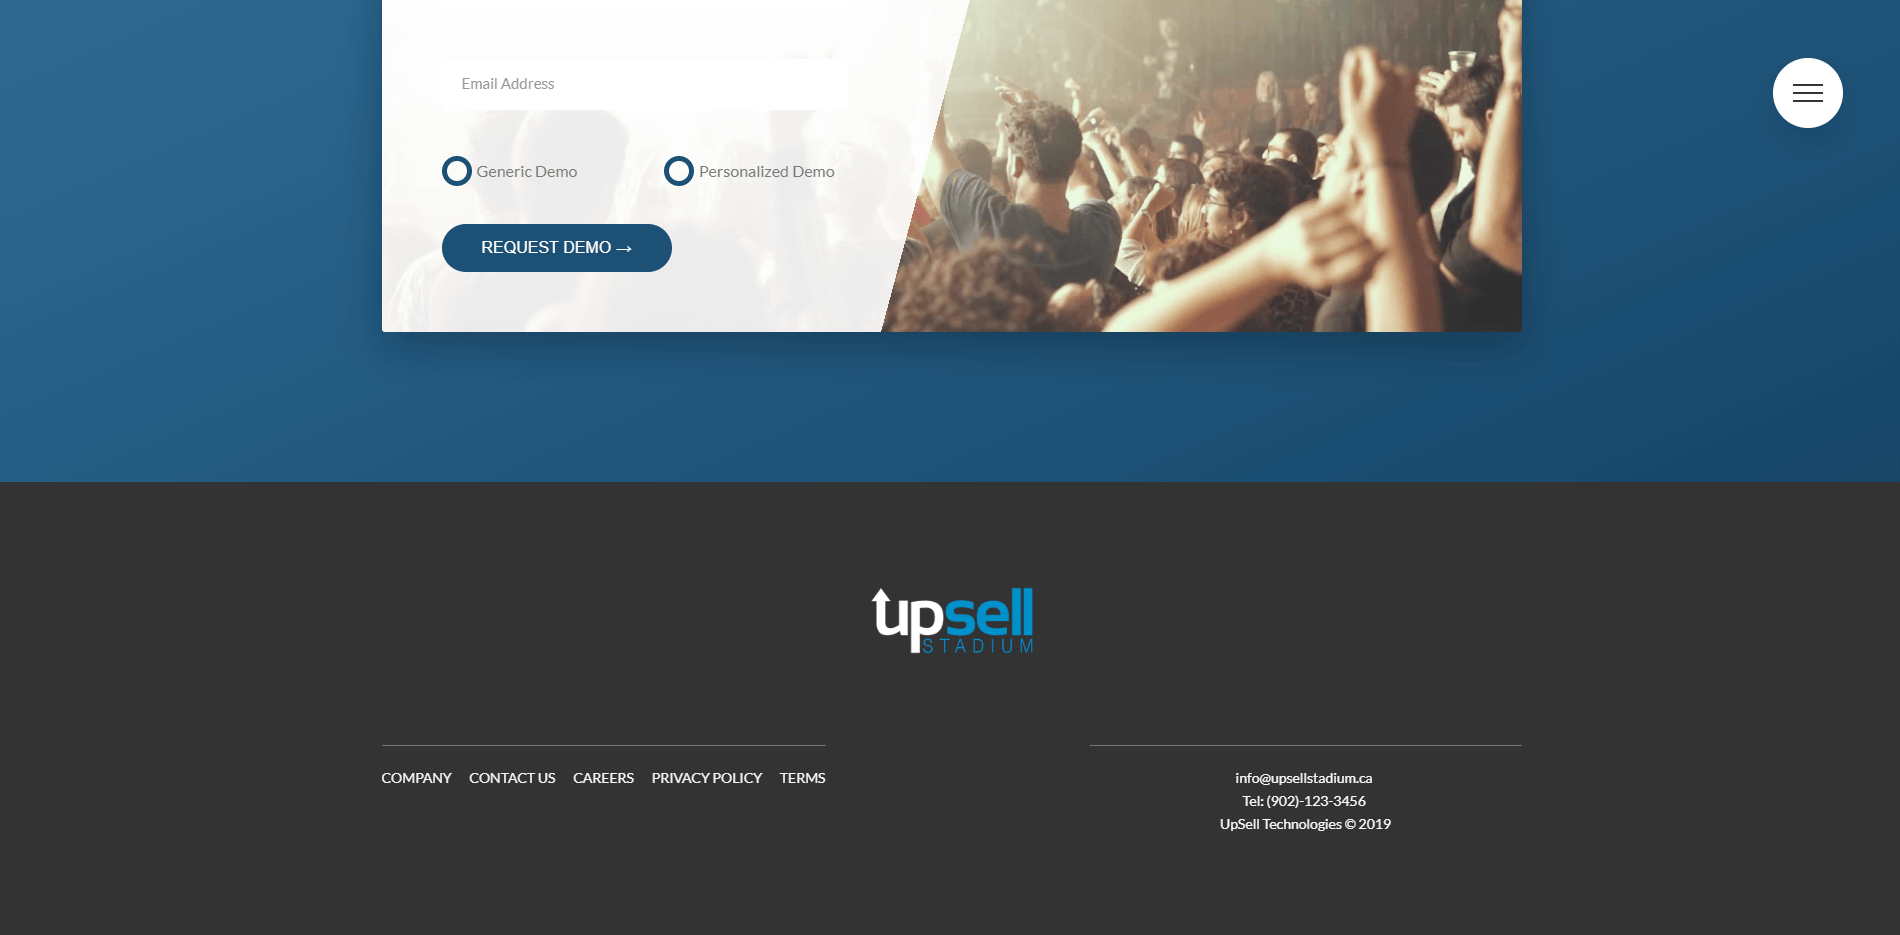 Email Address
Generic Demo
Personalized Demo
REQUEST DEMO →
upsell
STADIUM
COMPANY CONTACT US CAREERS PRIVACY POLICY TERMS
info@upsellstadium.ca
Tel: (902)-123-3456
UpSell Technologies © 2019